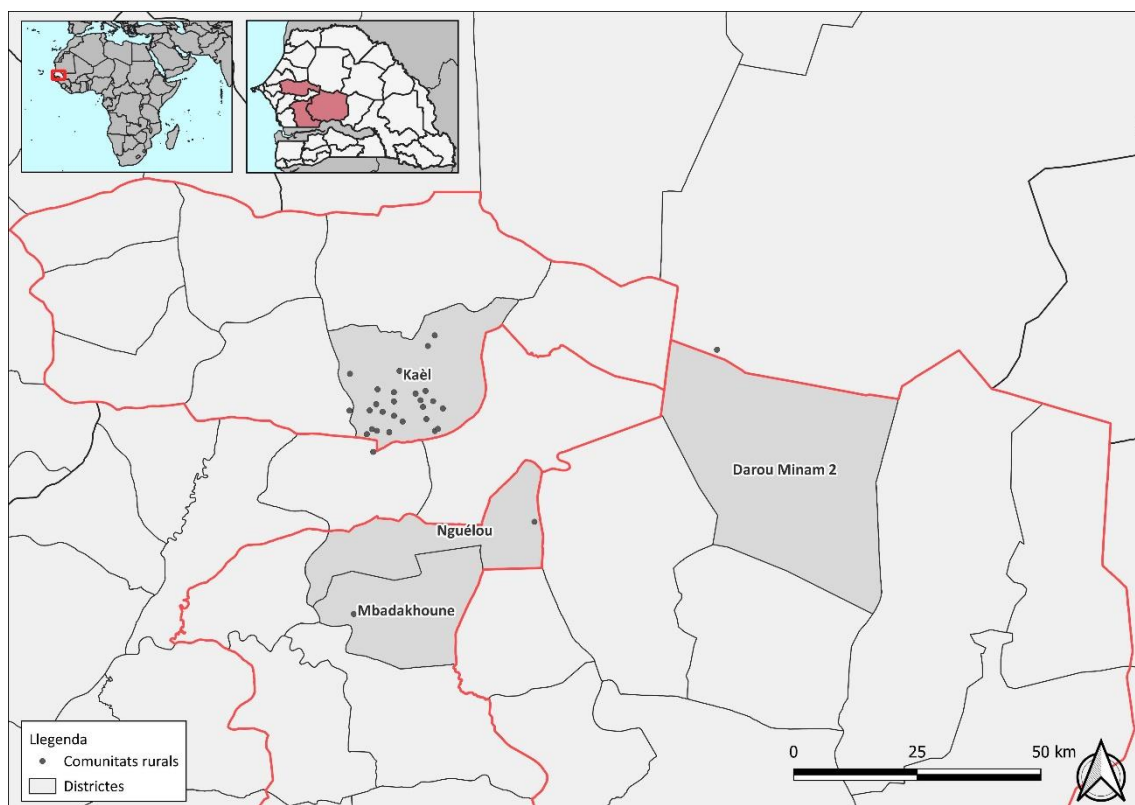 Kaèl
Darou Minam 2
Nguélou
Mbadakhoune
Llegenda
Comunitats rurals
Districtes
0 25 50 km